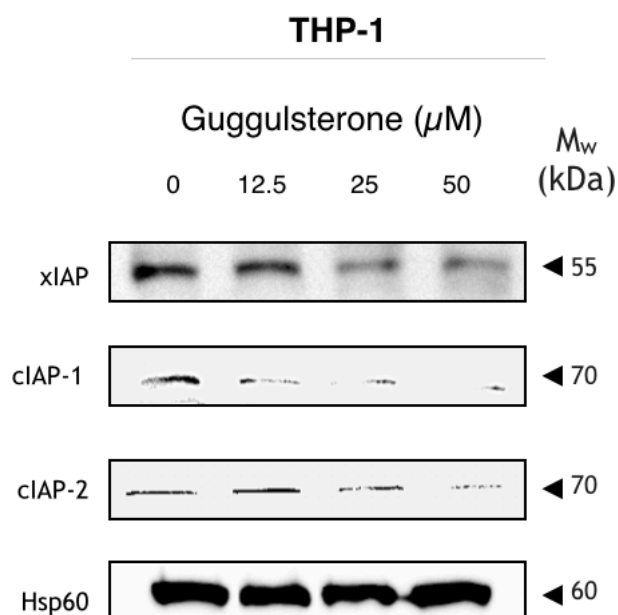 THP-1
Guggulsterone (µM)
Mw
(kDa)
0 12.5 25 50
xIAP ◄ 55
cIAP-1 ◄ 70
cIAP-2 ◄ 70
Hsp60 ◄ 60